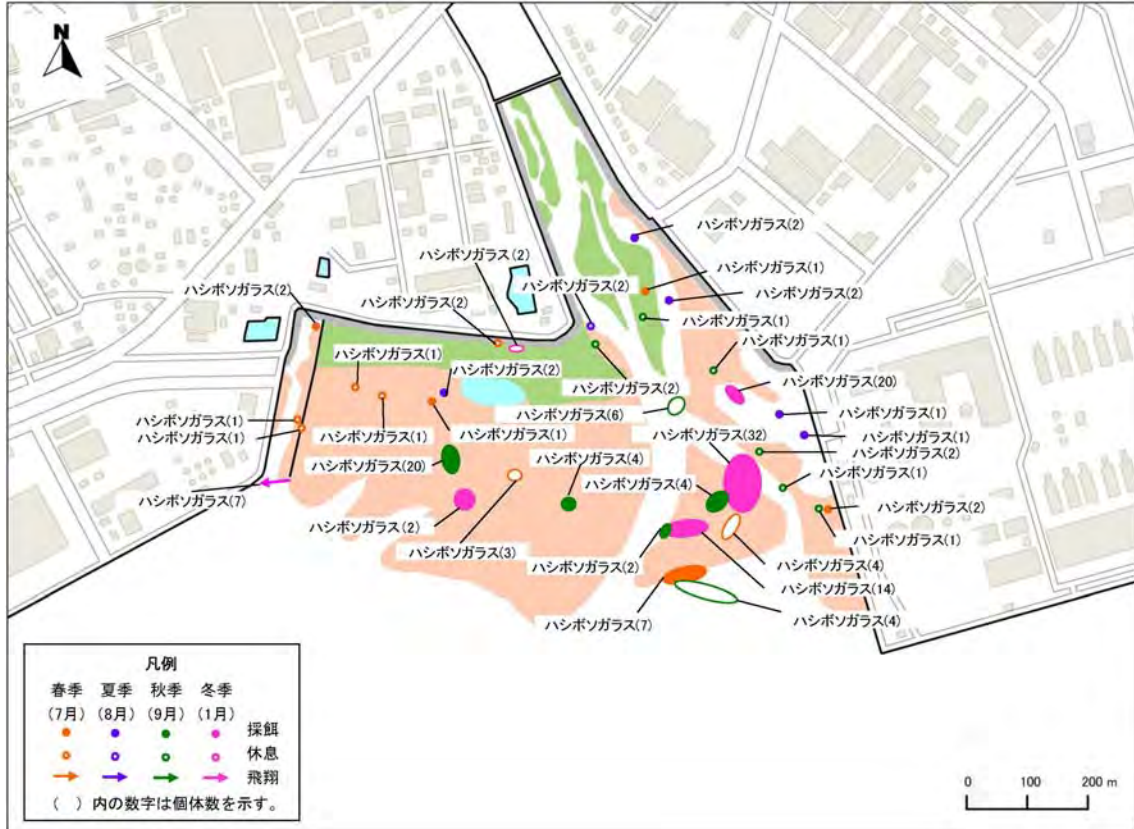 N
ハシボソガラス(2)
ハシボソガラス(2)
ハシボソガラス(1)
ハシボソガラス(2)
ハシボソガラス(2)
ハシボソガラス(2)
ハシボソガラス(2)
ハシボソガラス(1)
ハシボソガラス(1)
ハシボソガラス(1)
ハシボソガラス(2)
ハシボソガラス(20)
ハシボソガラス(2)
ハシボソガラス(6)
ハシボソガラス(1)
ハシボソガラス(1)
ハシボソガラス(1)
ハシボソガラス(1)
ハシボソガラス(1)
ハシボソガラス(32)
ハシボソガラス(1)
ハシボソガラス(2)
ハシボソガラス(20)
ハシボソガラス(4)
ハシボソガラス(1)
ハシボソガラス(4)
ハシボソガラス(7)
ハシボソガラス(2)
ハシボソガラス(2)
ハシボソガラス(3)
ハシボソガラス(1)
ハシボソガラス(2)
ハシボソガラス(4)
ハシボソガラス(14)
ハシボソガラス(7)
ハシボソガラス(4)
凡例
春季 夏季 秋季 冬季
(7月) (8月) (9月) (1月)
採餌
休息
飛翔
( ) 内の数字は個体数を示す。
0 100 200 m